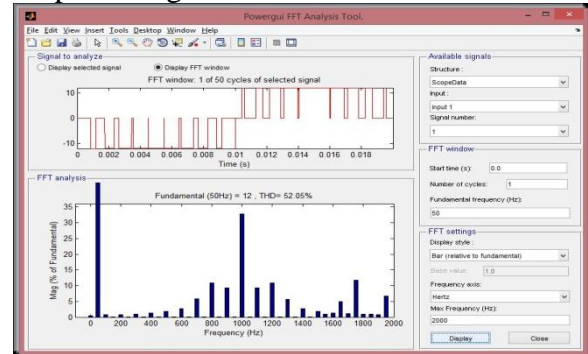 Powergui FFT Analysis Tool.
File Edit View Insert Tools Desktop Window Help
Signal to analyze
Display selected signal Display FFT window
FFT window: 1 of 50 cycles of selected signal
10
0
-10
0 0.002 0.004 0.006 0.008 0.01 0.012 0.014 0.016 0.018
Time (s)
FFT analysis
Fundamental (50Hz) = 12 , THD= 52.05%
35
30
25
20
15
10
5
0
Mag (% of Fundamental)
0 200 400 600 800 1000 1200 1400 1600 1800 2000
Frequency (Hz)
Available signals
Structure :
ScopeData
Input :
input 1
Signal number:
1
FFT window
Start time (s): 0.0
Number of cycles: 1
Fundamental frequency (Hz):
50
FFT settings
Display style :
Bar (relative to fundamental)
Base value: 1.0
Frequency axis:
Hertz
Max Frequency (Hz):
2000
Display Close